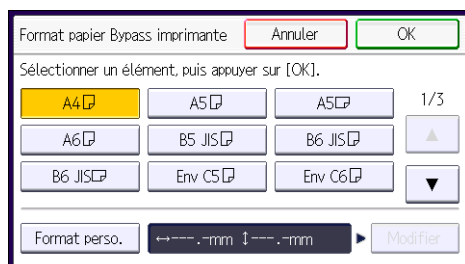 Format papier Bypass imprimante Annuler OK
Sélectionner un élément, puis appuyer sur [OK].
A4 A5 A5 1/3
A6 B5 JIS B6 JIS
B6 JIS Env C5 Env C6
Format perso. ↔---.-mm ↕---.-mm Modifier